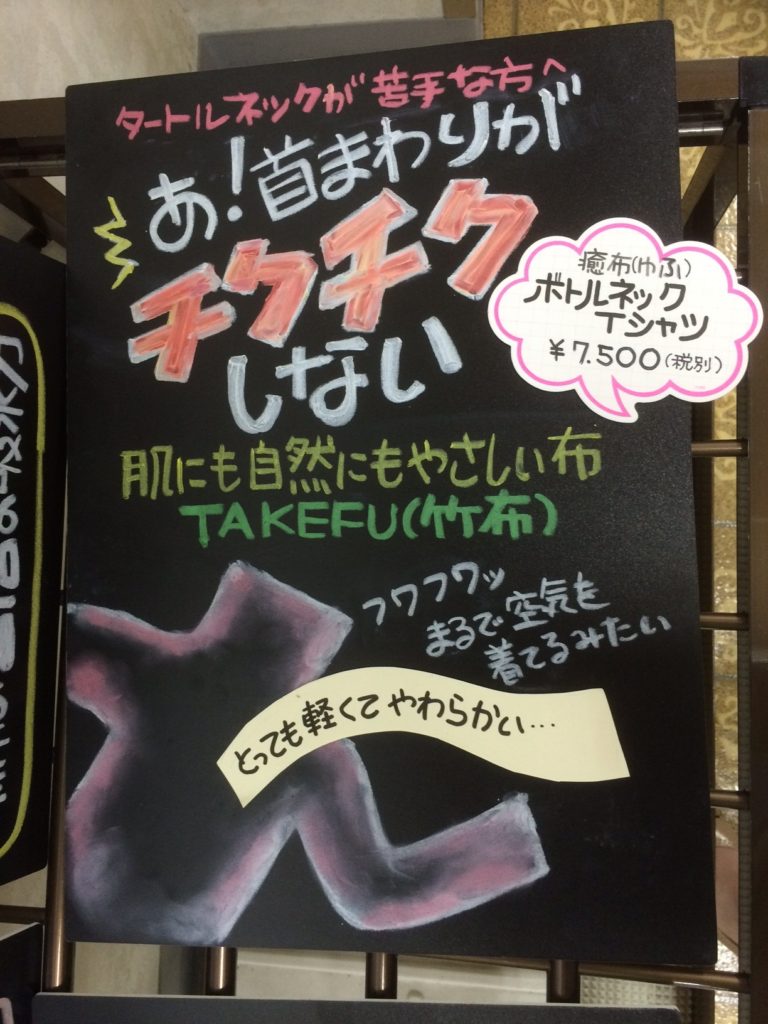 タートルネックが苦手な方へ
あ!首まわりが
チクチク
しない
癒布(ゆふ)
ボトルネック
Tシャツ
¥7.500(税別)
肌にも自然にもやさしい布
TAKEFU(竹布)
フワフワッ
まるで空気を
着てるみたい
とっても軽くてやわらかい…